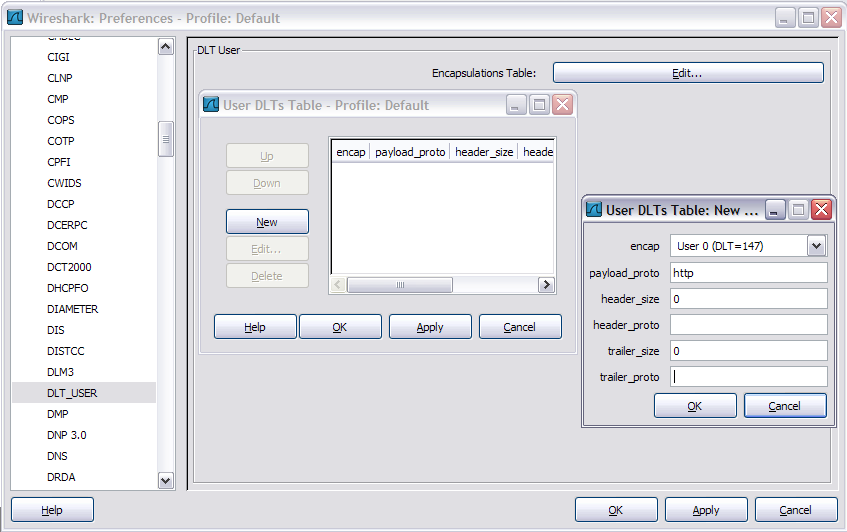 Wireshark: Preferences - Profile: Default
CIGI
CLNP
CMP
COPS
COTP
CPFI
CWIDS
DCCP
DCERPC
DCOM
DCT2000
DHCPFO
DIAMETER
DIS
DISTCC
DLM3
DLT_USER
DMP
DNP 3.0
DNS
DRDA
DLT User
Encapsulations Table:
Edit...
User DLTs Table - Profile: Default
Up
Down
New
Edit...
Delete
encap payload_proto header_size heade
Help OK Apply Cancel
User DLTs Table: New ...
encap User 0 (DLT=147)
payload_proto http
header_size 0
header_proto
trailer_size 0
trailer_proto
OK Cancel
Help OK Apply Cancel